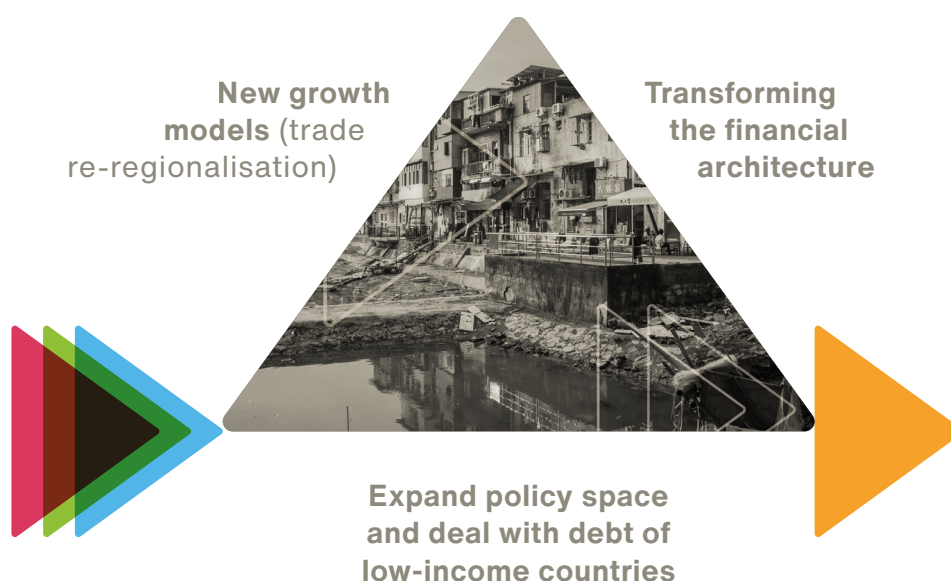 New growth
models (trade
re-regionalisation)
Transforming
the financial
architecture
Expand policy space
and deal with debt of
low-income countries